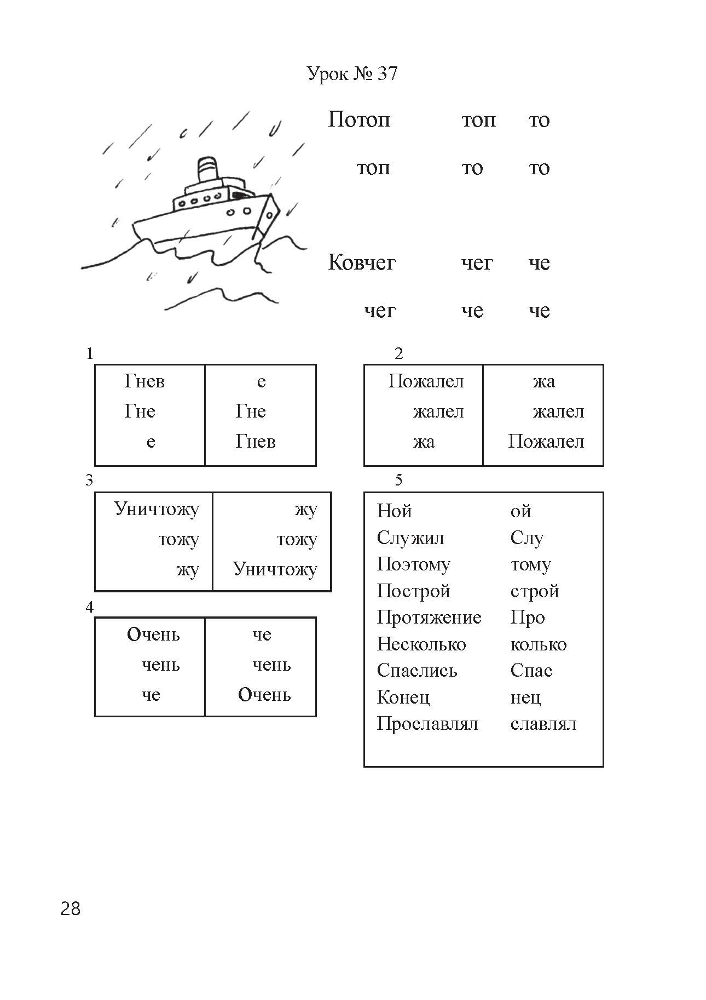 Урок № 37
Потоп топ то
топ то то
Ковчег чег че
чег че че
1
Гнев е
Гне Гне
е Гнев
2
Пожалел жа
жалел жалел
жа Пожалел
3
Уничтожу жу
тожу тожу
жу Уничтожу
4
Очень че
чень чень
че Очень
5
Ной ой
Служил Слу
Поэтому тому
Построй строй
Протяжение Про
Несколько колько
Спаслись Спас
Конец нец
Прославлял славлял
28